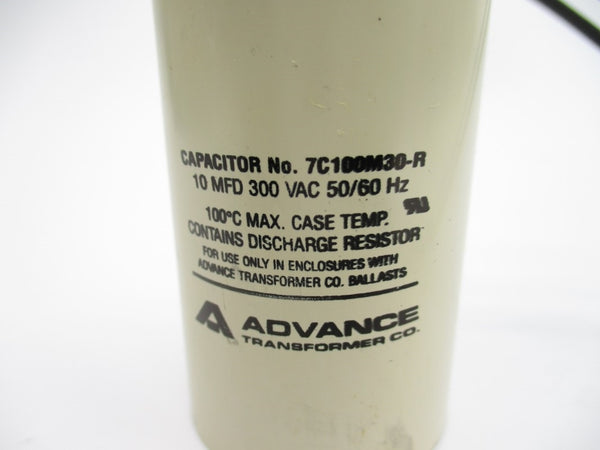 CAPACITOR No. 7C100M30-R
10 MFD 300 VAC 50/60 Hz
100°C MAX. CASE TEMP.
CONTAINS DISCHARGE RESISTOR
FOR USE ONLY IN ENCLOSURES WITH
ADVANCE TRANSFORMER CO. BALLASTS
ADVANCE
TRANSFORMER CO.